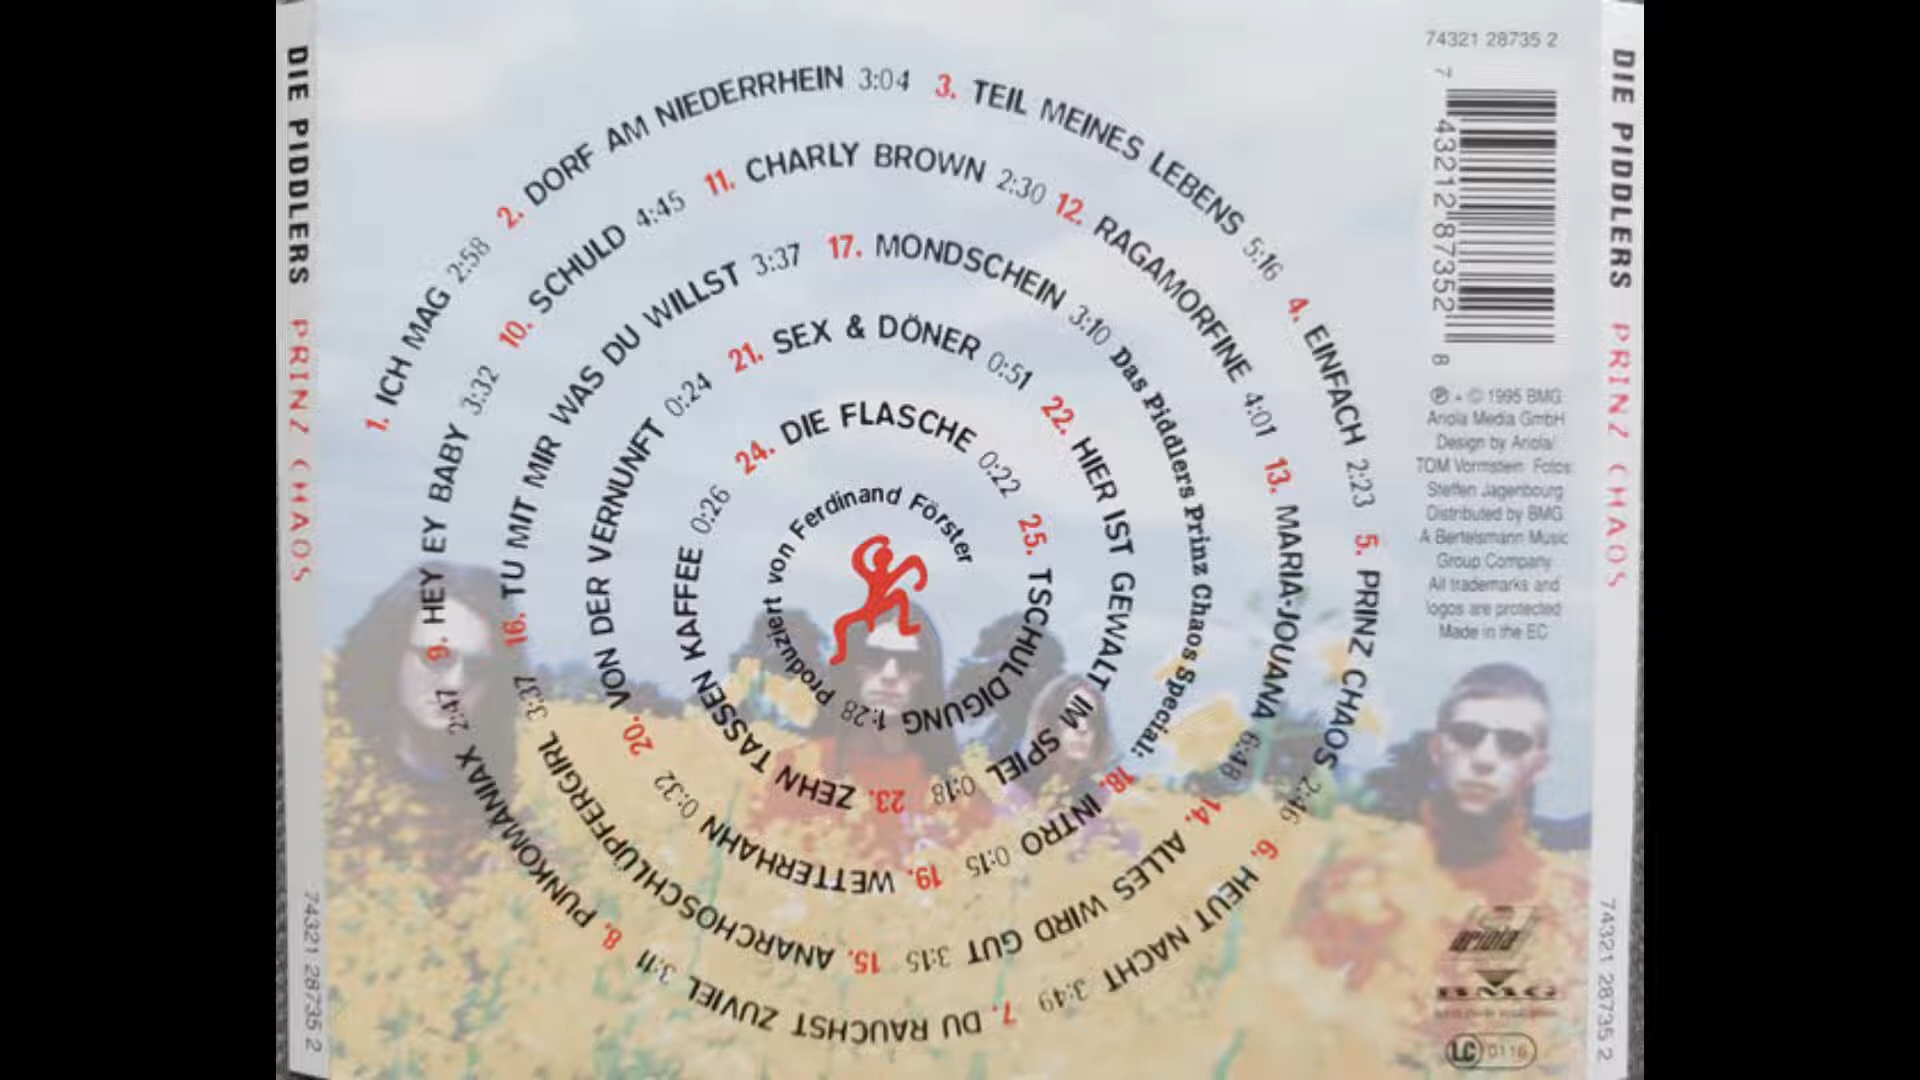 DIE PIDDLERS PRINZ CHAOS
74321 28735 2
1. ICH MAG 2:58
2. DORF AM NIEDERRHEIN 3:04
3. TEIL MEINES LEBENS 5:16
4. EINFACH 2:23
5. PRINZ CHAOS 2:46
6. HEUT NACHT 3:49
7. DU RAUCHST ZUVIEL 3:11
8. PUNKOMANIAX 2:47
9. HEY EY BABY 3:32
10. SCHULD 4:45
11. CHARLY BROWN 2:30
12. RAGAMORFINE 4:01
13. MARIA-JOUANA 6:48
14. ALLES WIRD GUT 3:15
15. ANARCHOSCHLUPFERGIRL 3:37
16. TU MIT MIR WAS DU WILLST 3:37
17. MONDSCHEIN 3:10
Das Piddlers Prinz Chaos Special:
18. INTRO 0:15
19. WETTERHAHN 0:32
20. VON DER VERNUNFT 0:24
21. SEX & DÖNER 0:51
22. HIER IST GEWALT IM SPIEL 0:18
23. ZEHN TASSEN KAFFEE 0:26
24. DIE FLASCHE 0:22
25. TSCHULDIGUNG 1:28
Produziert von Ferdinand Förster
74321 28735 2
7 43212 87352 8
℗ + © 1995 BMG
Ariola Media GmbH
Design by Ariola/
TOM Vormstein Fotos:
Steffen Jagenbourg
Distributed by BMG
A Bertelsmann Music
Group Company
All trademarks and
logos are protected
Made in the EC
ariola
BMG
LC 0116
DIE PIDDLERS PRINZ CHAOS
74321 28735 2